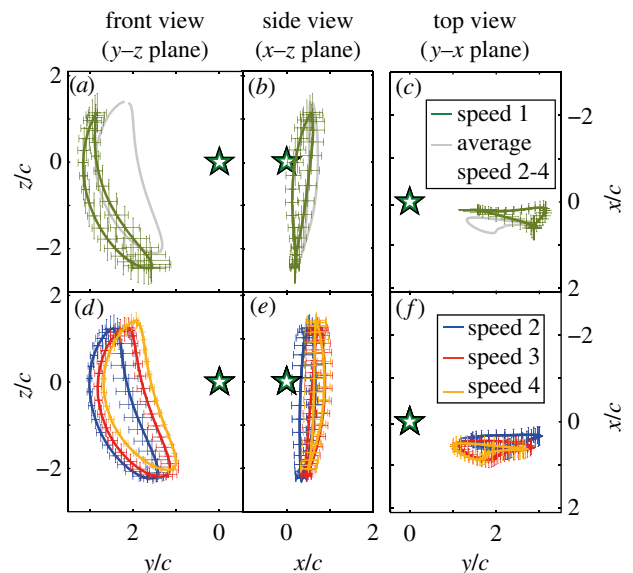 front view
(y–z plane)
side view
(x–z plane)
top view
(y–x plane)
(a)
(b)
(c)
2
0
−2
z/c
speed 1
average
speed 2-4
−2
0
2
x/c
(d)
(e)
(f)
2
0
−2
z/c
speed 2
speed 3
speed 4
−2
0
2
x/c
2
0
0
2
0
2
y/c
x/c
y/c